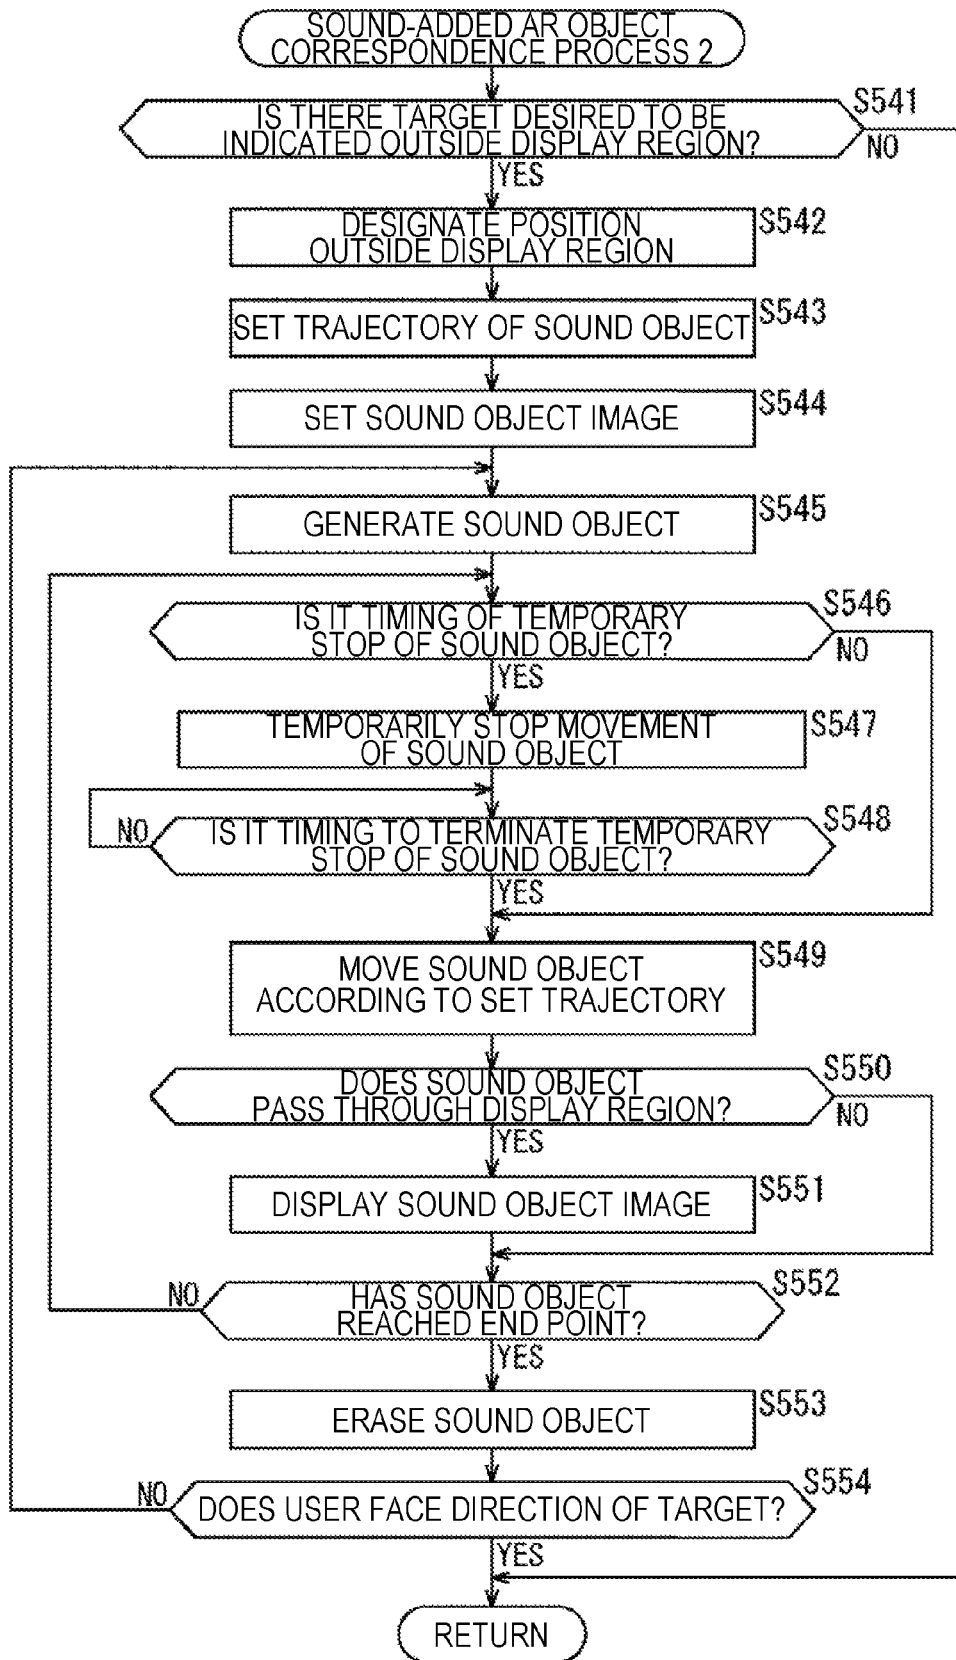 SOUND-ADDED AR OBJECT
CORRESPONDENCE PROCESS 2
S541
IS THERE TARGET DESIRED TO BE
INDICATED OUTSIDE DISPLAY REGION?
NO
YES
S542
DESIGNATE POSITION
OUTSIDE DISPLAY REGION
S543
SET TRAJECTORY OF SOUND OBJECT
S544
SET SOUND OBJECT IMAGE
S545
GENERATE SOUND OBJECT
S546
IS IT TIMING OF TEMPORARY
STOP OF SOUND OBJECT?
NO
YES
S547
TEMPORARILY STOP MOVEMENT
OF SOUND OBJECT
S548
NO
IS IT TIMING TO TERMINATE TEMPORARY
STOP OF SOUND OBJECT?
YES
S549
MOVE SOUND OBJECT
ACCORDING TO SET TRAJECTORY
S550
DOES SOUND OBJECT
PASS THROUGH DISPLAY REGION?
NO
YES
S551
DISPLAY SOUND OBJECT IMAGE
S552
NO
HAS SOUND OBJECT
REACHED END POINT?
YES
S553
ERASE SOUND OBJECT
S554
NO
DOES USER FACE DIRECTION OF TARGET?
YES
RETURN